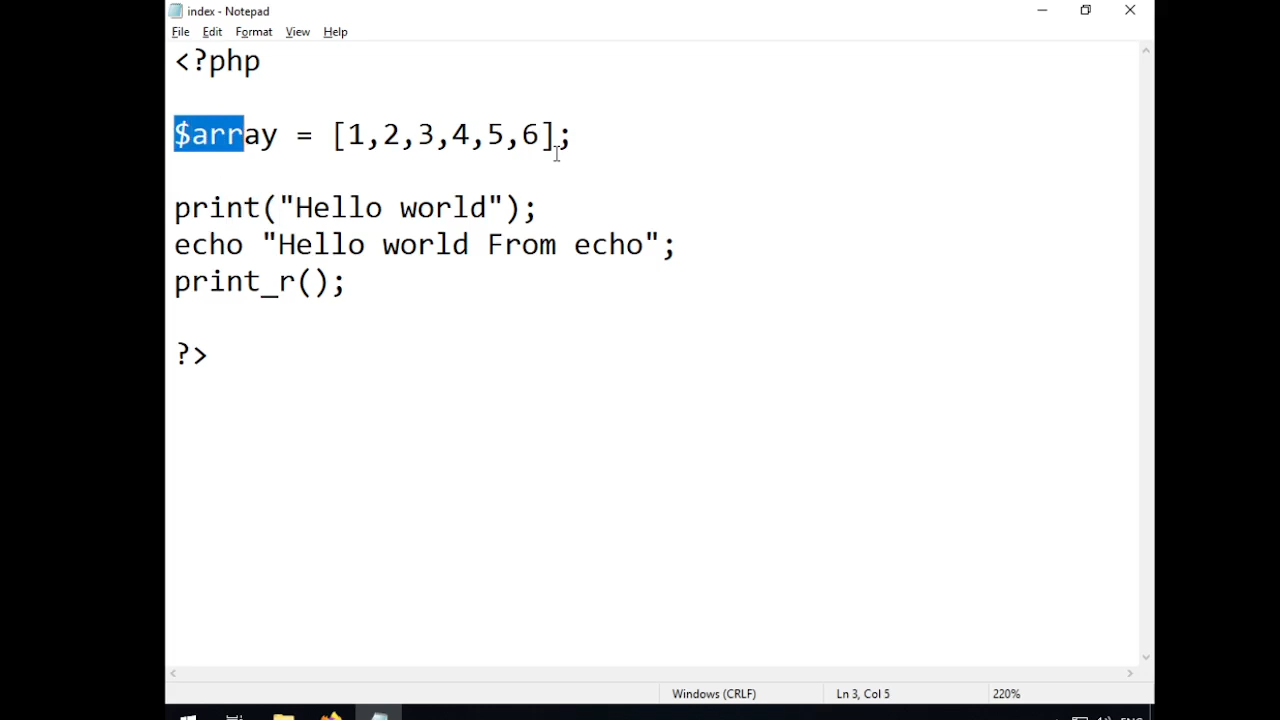 index - Notepad
File Edit Format View Help
<?php
$array = [1,2,3,4,5,6];
print("Hello world");
echo "Hello world From echo";
print_r();
?>
Windows (CRLF) Ln 3, Col 5 220%